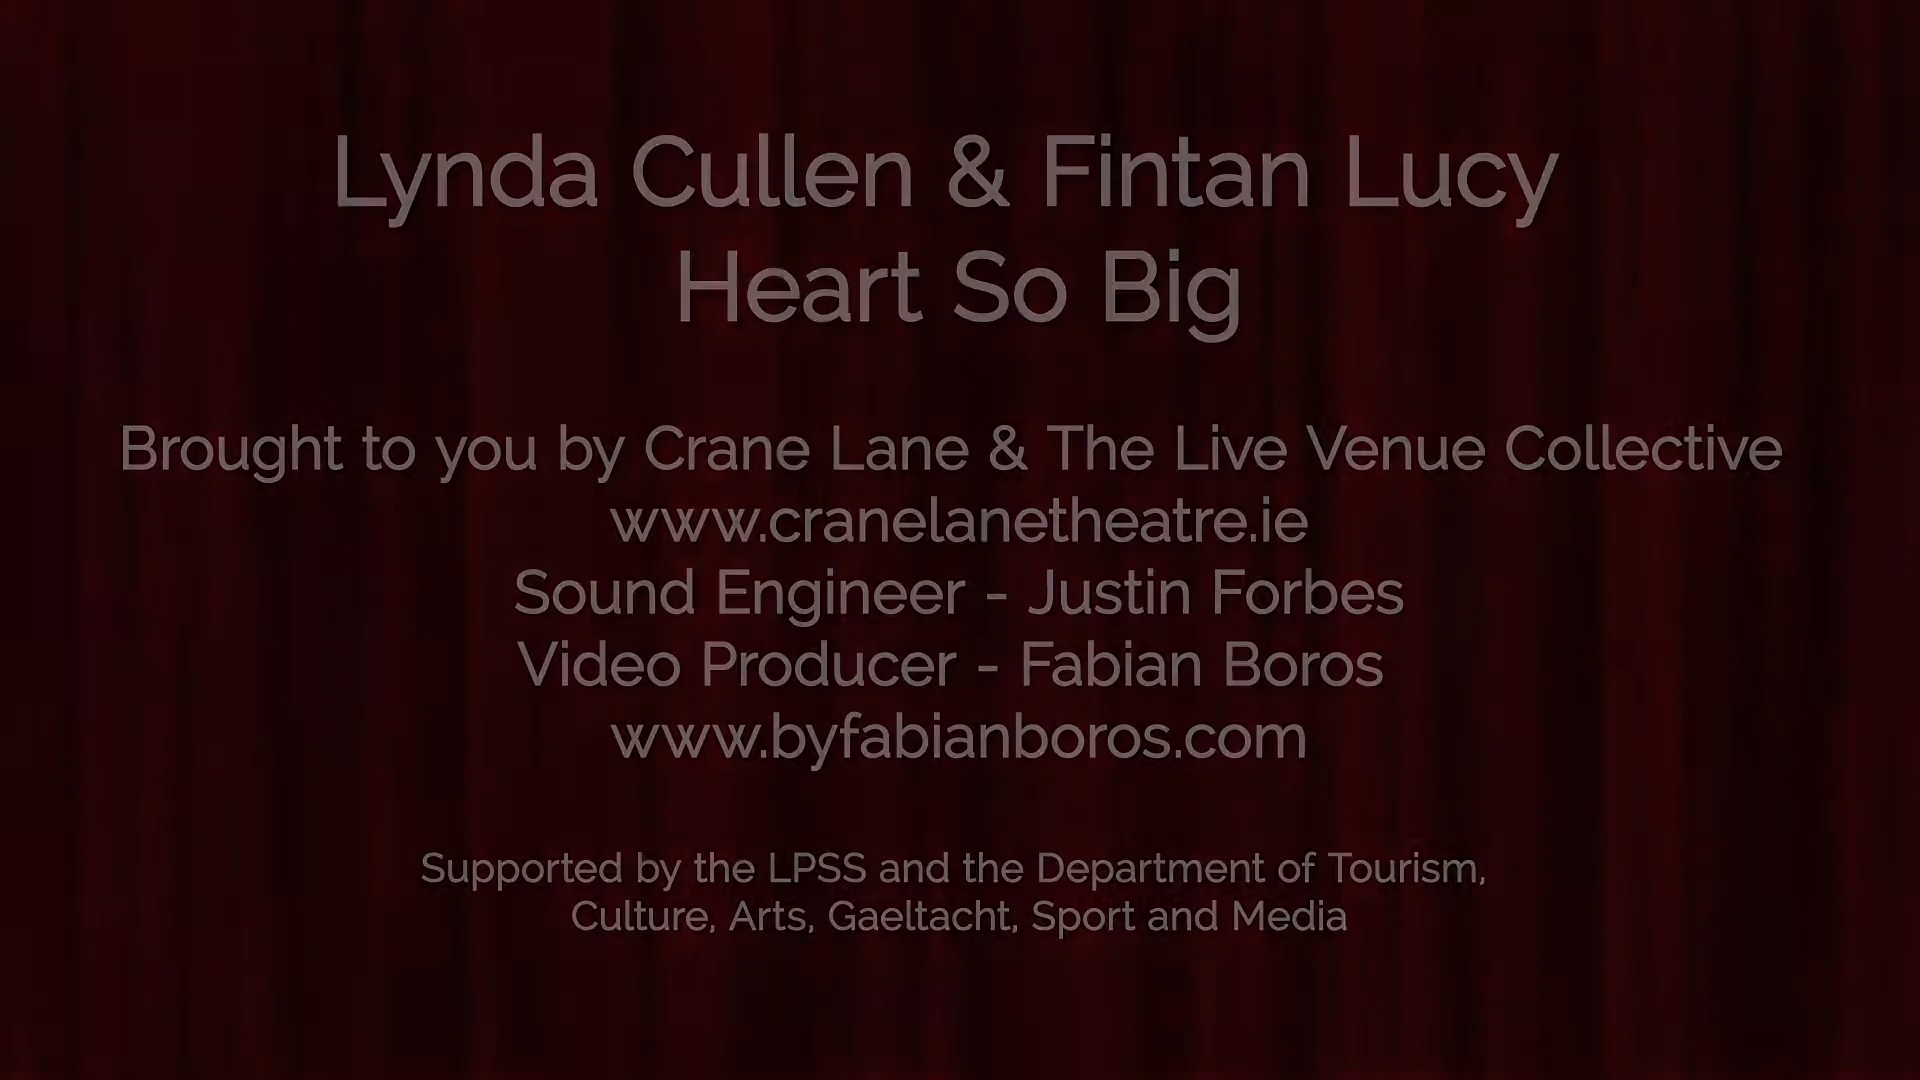 Lynda Cullen & Fintan Lucy
Heart So Big
Brought to you by Crane Lane & The Live Venue Collective
www.cranelanetheatre.ie
Sound Engineer - Justin Forbes
Video Producer - Fabian Boros
www.byfabianboros.com
Supported by the LPSS and the Department of Tourism,
Culture, Arts, Gaeltacht, Sport and Media